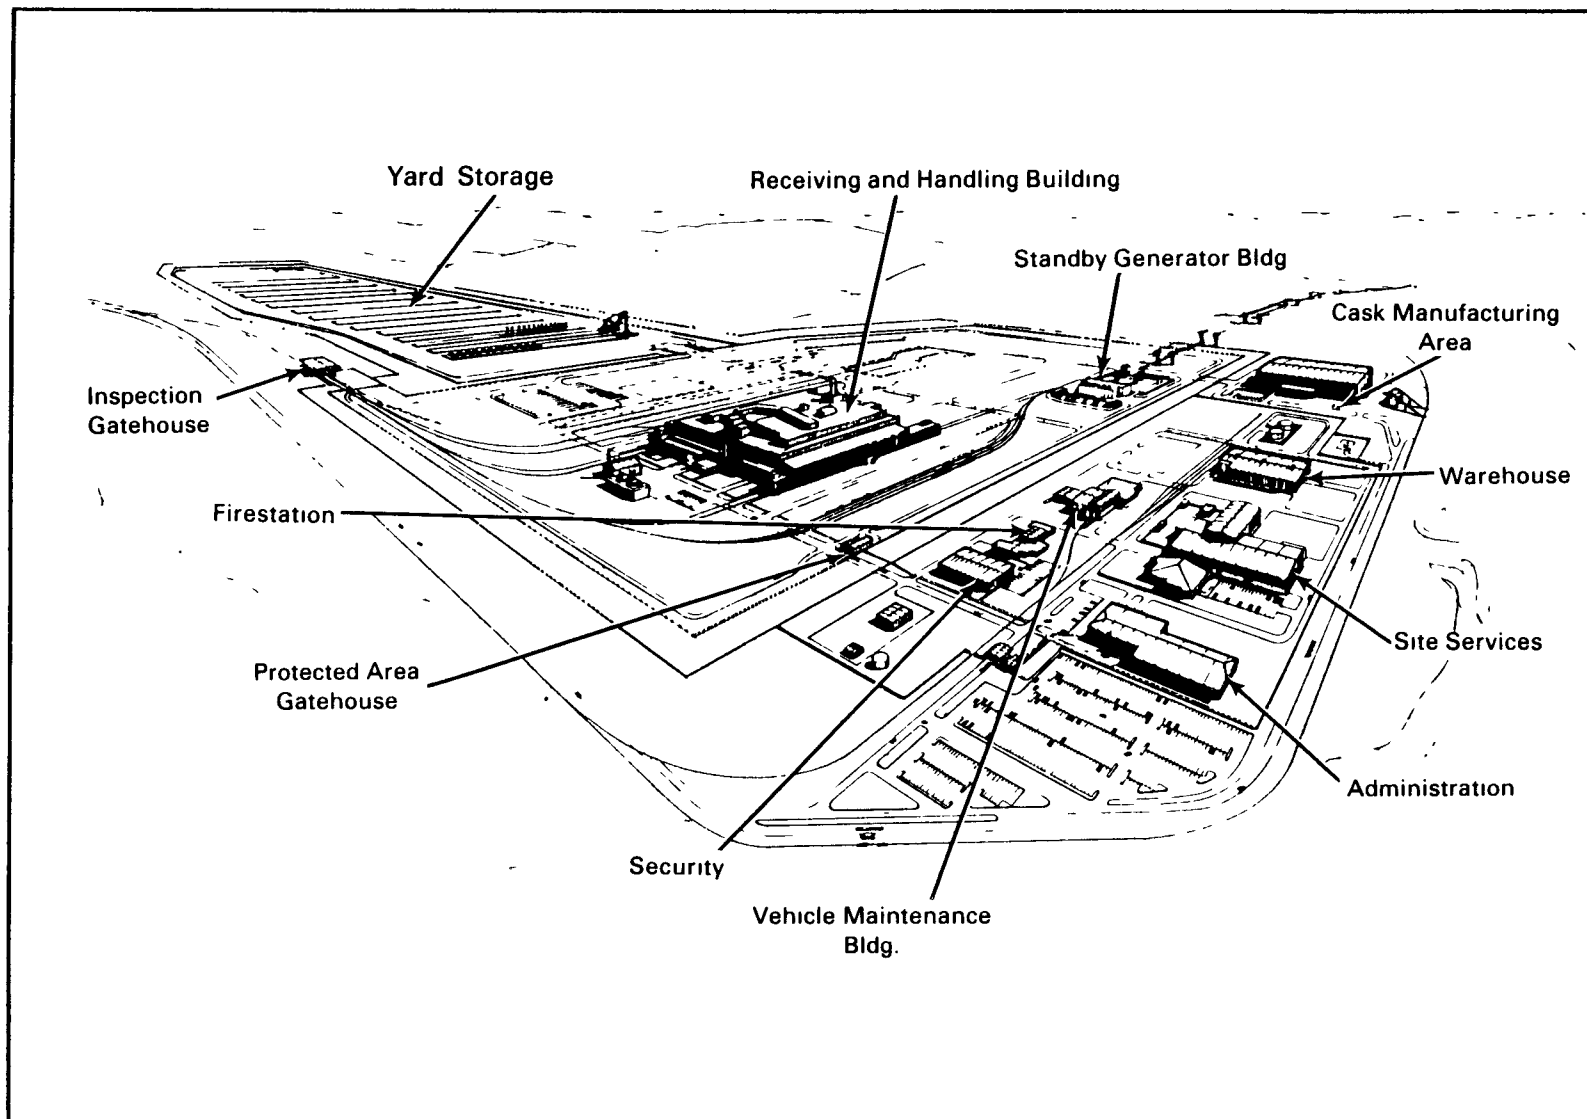 Yard Storage
Receiving and Handling Building
Standby Generator Bldg
Cask Manufacturing
Area
Inspection
Gatehouse
Warehouse
Firestation
Site Services
Protected Area
Gatehouse
Administration
Security
Vehicle Maintenance
Bldg.